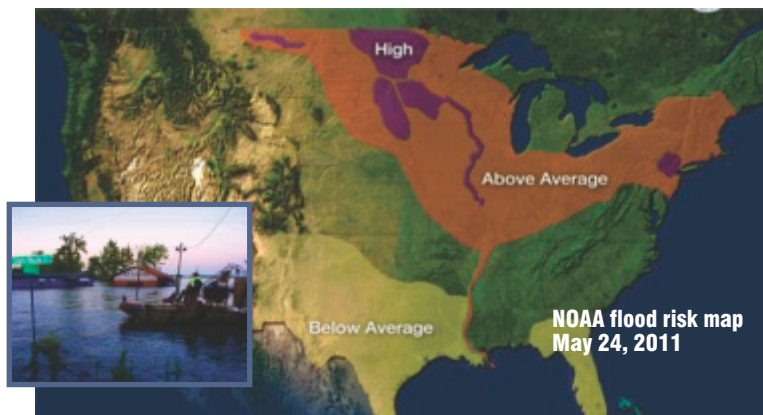 High
Above Average
Below Average
NOAA flood risk map
May 24, 2011